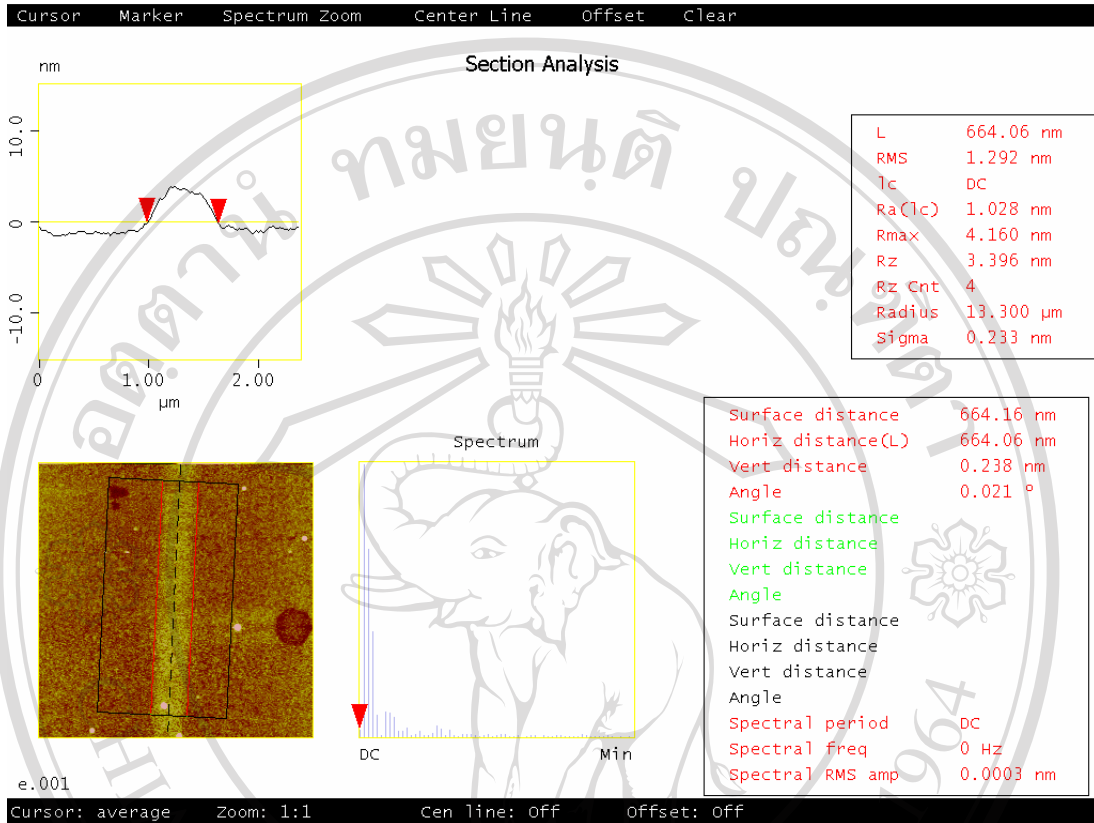 Cursor Marker Spectrum Zoom Center Line Offset Clear
Section Analysis
nm
10.0
0
-10.0
0 1.00 2.00
µm
L 664.06 nm
RMS 1.292 nm
lc DC
Ra(lc) 1.028 nm
Rmax 4.160 nm
Rz 3.396 nm
Rz Cnt 4
Radius 13.300 µm
Sigma 0.233 nm
Surface distance 664.16 nm
Horiz distance(L) 664.06 nm
Vert distance 0.238 nm
Angle 0.021 º
Surface distance
Horiz distance
Vert distance
Angle
Surface distance
Horiz distance
Vert distance
Angle
Spectral period DC
Spectral freq 0 Hz
Spectral RMS amp 0.0003 nm
Spectrum
DC Min
e.001
Cursor: average Zoom: 1:1 Cen line: Off Offset: Off
1964